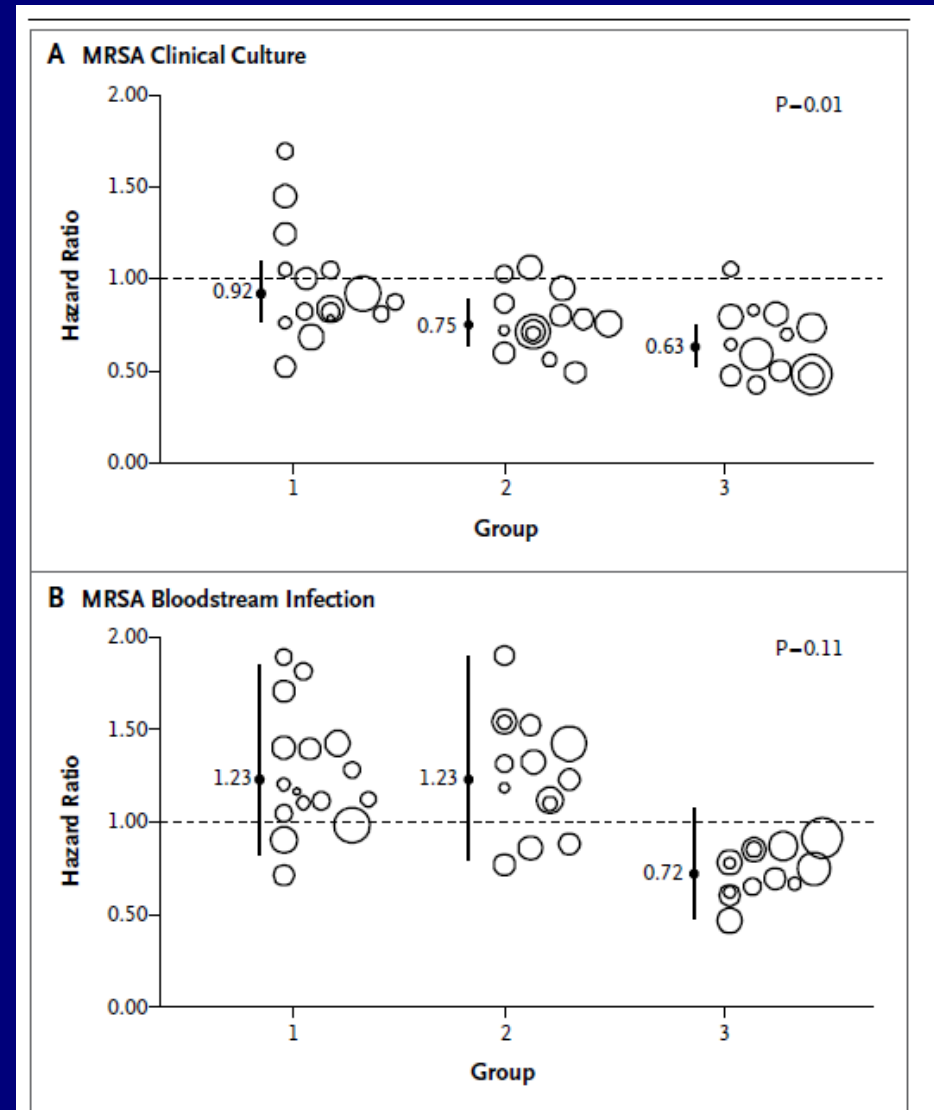 A MRSA Clinical Culture
P=0.01
2.00
1.50
1.00
0.50
0.00
Hazard Ratio
0.92
0.75
0.63
1 2 3
Group
B MRSA Bloodstream Infection
P=0.11
2.00
1.50
1.00
0.50
0.00
Hazard Ratio
1.23
1.23
0.72
1 2 3
Group